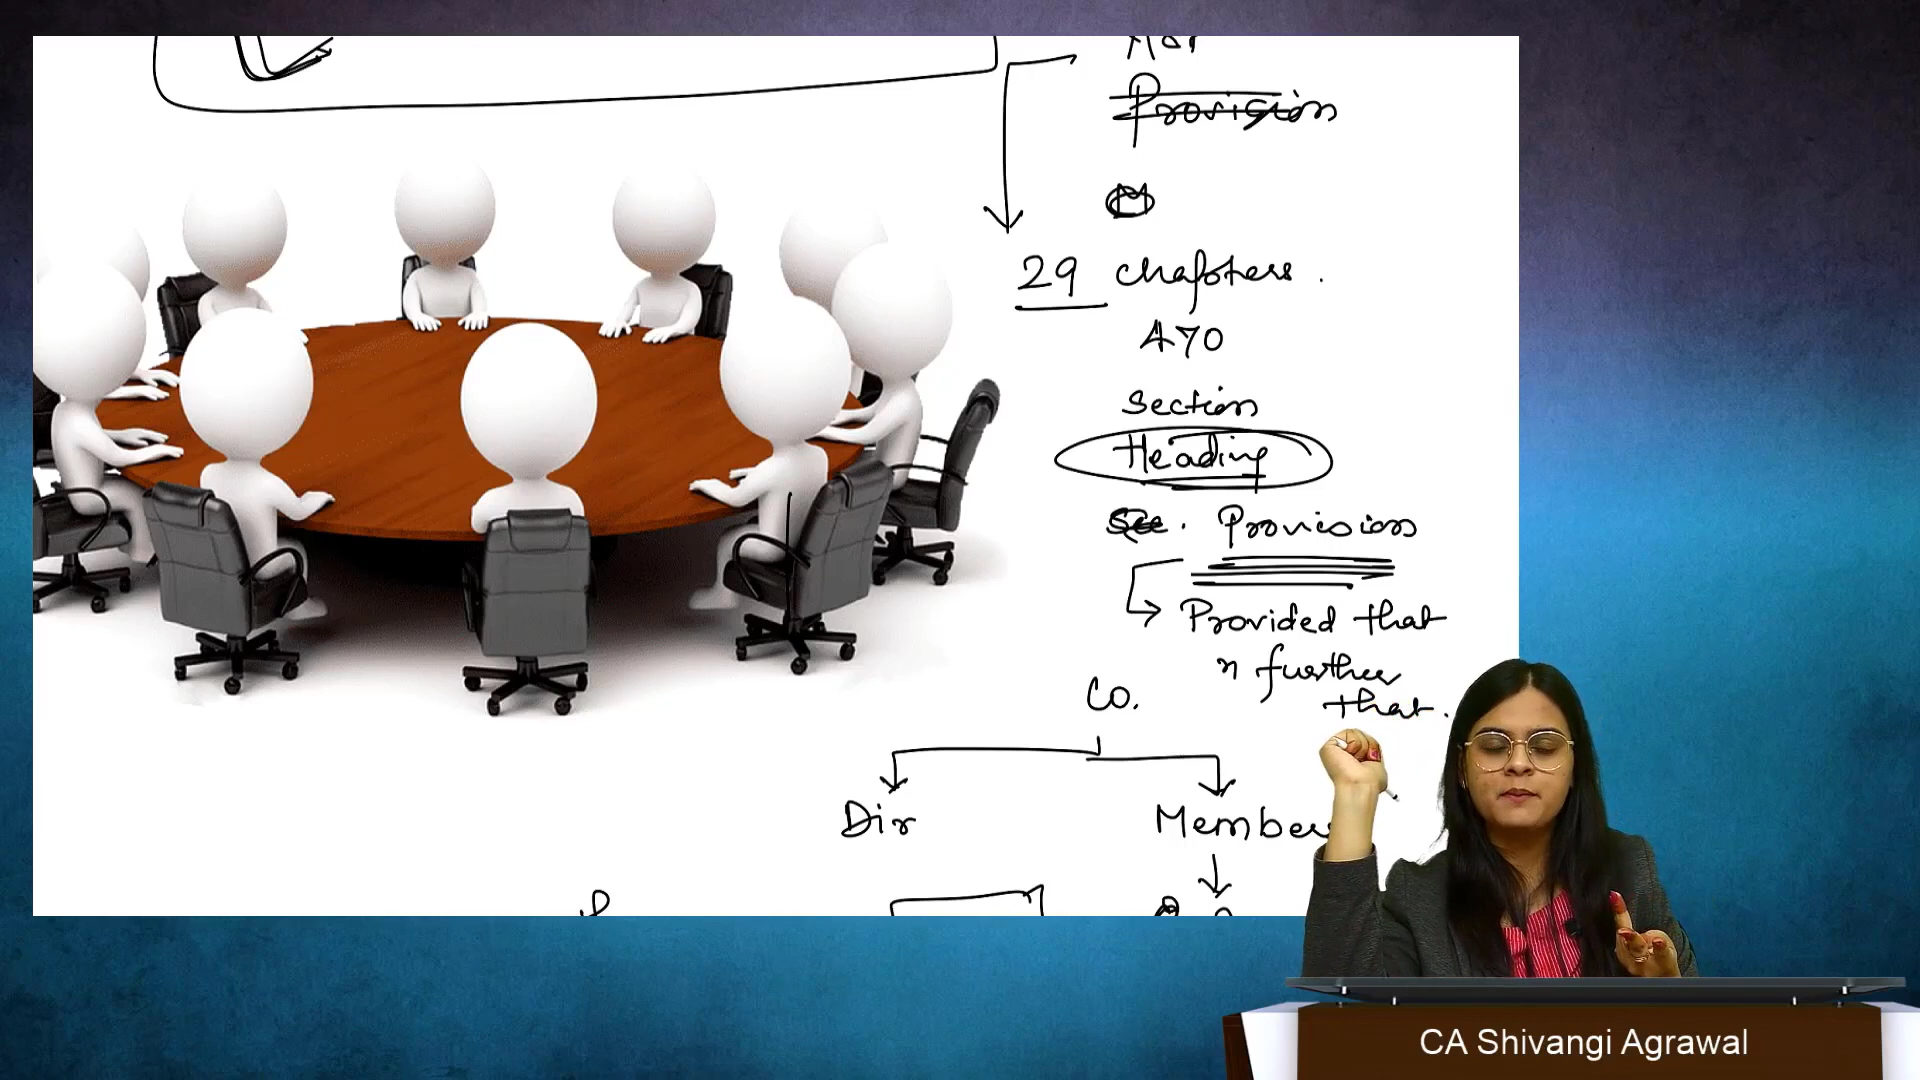 Provision
29 chapters.
470
Section
Heading
Sec. Provisions
Provided that
n further
that.
Co.
Dir
Member
CA Shivangi Agrawal